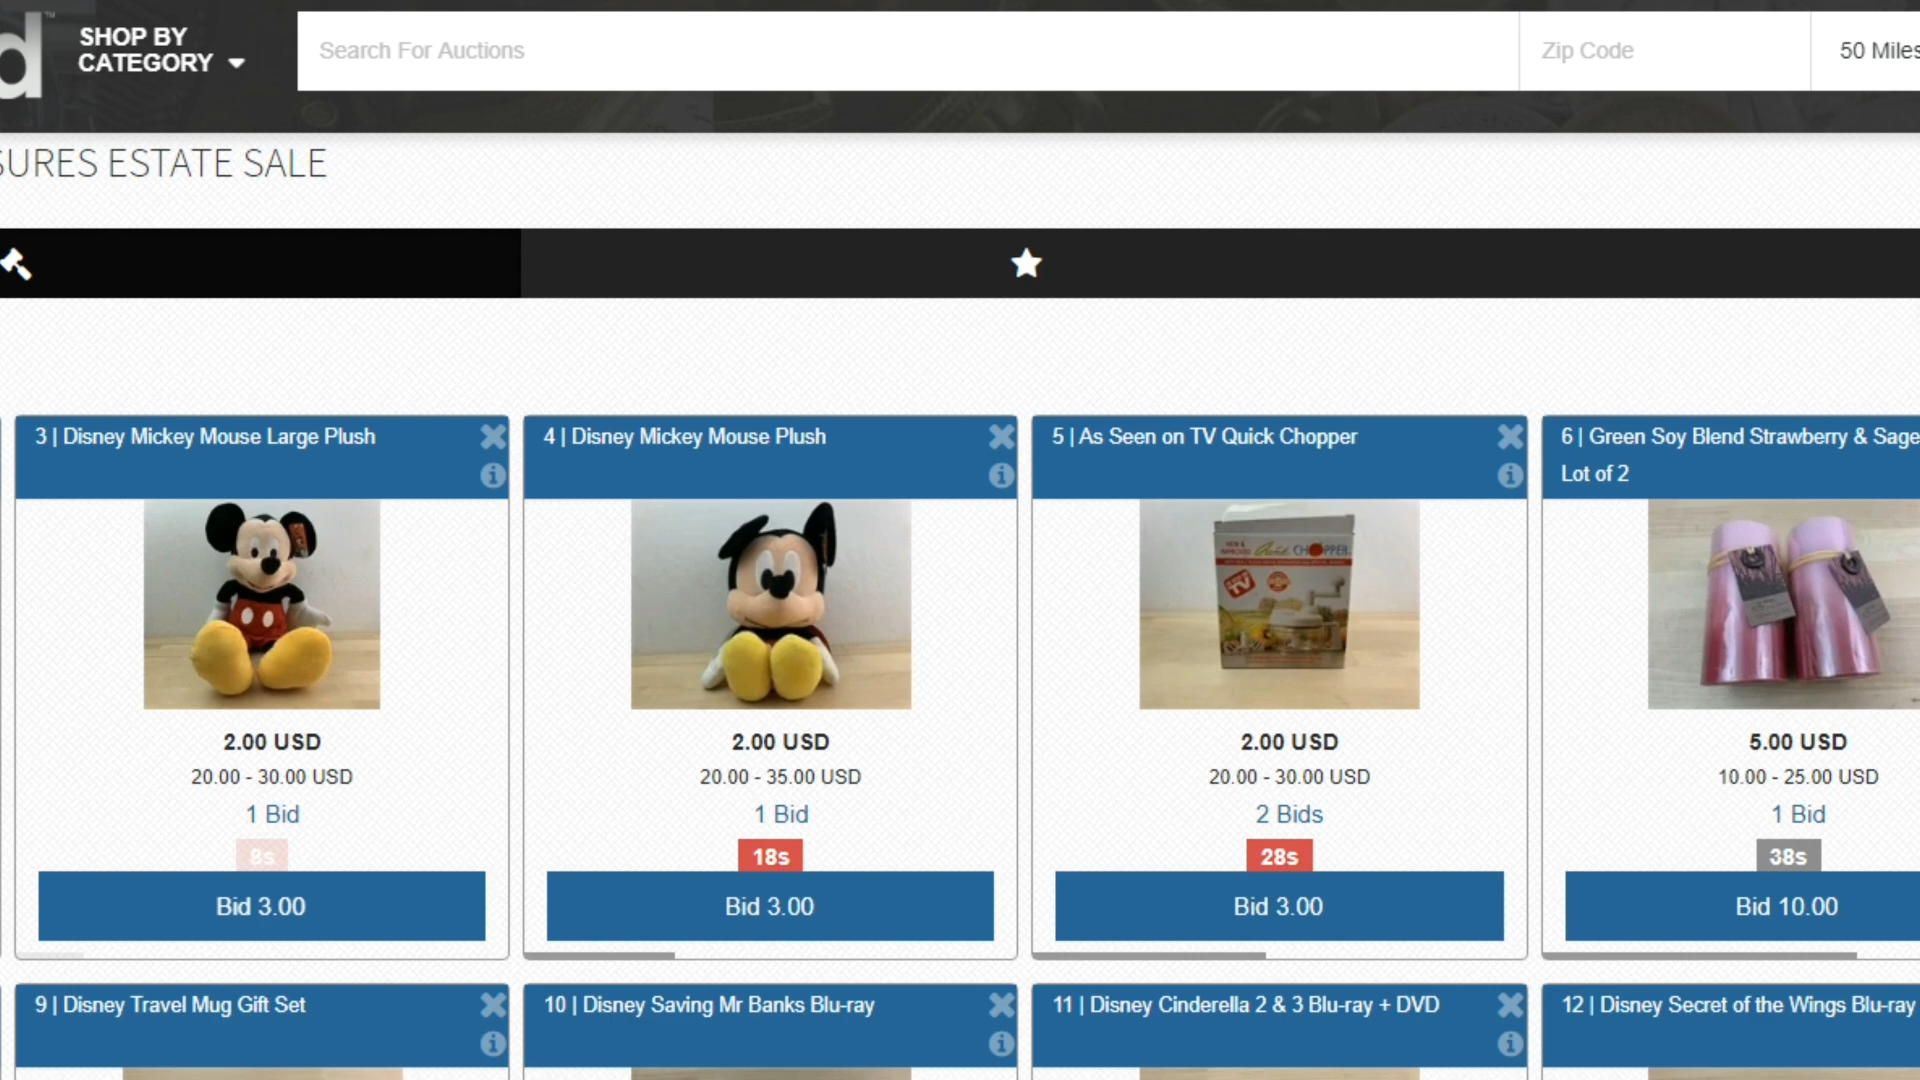 d™
SHOP BY
CATEGORY
Search For Auctions
Zip Code
50 Miles
SURES ESTATE SALE
3 | Disney Mickey Mouse Large Plush
4 | Disney Mickey Mouse Plush
5 | As Seen on TV Quick Chopper
6 | Green Soy Blend Strawberry & Sage
Lot of 2
NEW &
IMPROVED
CHOPPER
TV
2.00 USD
20.00 - 30.00 USD
1 Bid
8s
Bid 3.00
2.00 USD
20.00 - 35.00 USD
1 Bid
18s
Bid 3.00
2.00 USD
20.00 - 30.00 USD
2 Bids
28s
Bid 3.00
5.00 USD
10.00 - 25.00 USD
1 Bid
38s
Bid 10.00
9 | Disney Travel Mug Gift Set
10 | Disney Saving Mr Banks Blu-ray
11 | Disney Cinderella 2 & 3 Blu-ray + DVD
12 | Disney Secret of the Wings Blu-ray